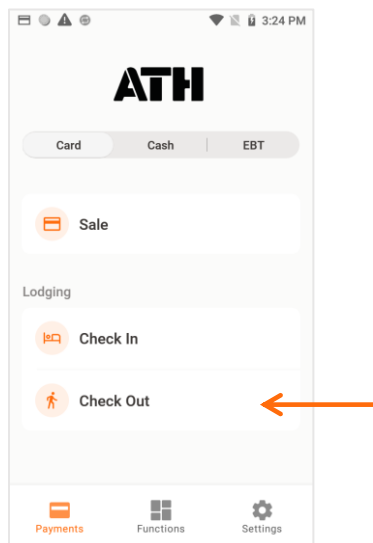 3:24 PM
ATH
Card Cash EBT
Sale
Lodging
Check In
Check Out
Payments Functions Settings